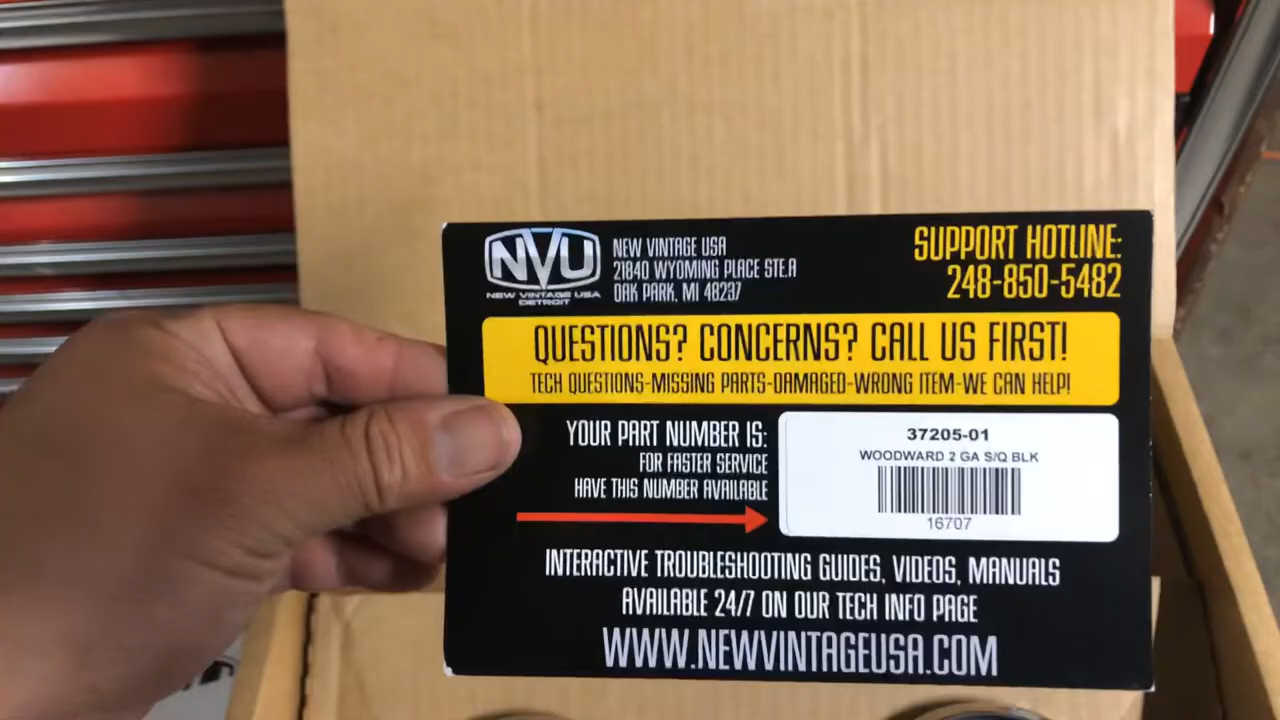 NVU
NEW VINTAGE USA
DETROIT
NEW VINTAGE USA
21840 WYOMING PLACE STE.A
OAK PARK, MI 48237
SUPPORT HOTLINE:
248-850-5482
QUESTIONS? CONCERNS? CALL US FIRST!
TECH QUESTIONS-MISSING PARTS-DAMAGED-WRONG ITEM-WE CAN HELP!
YOUR PART NUMBER IS:
FOR FASTER SERVICE
HAVE THIS NUMBER AVAILABLE
37205-01
WOODWARD 2 GA S/Q BLK
16707
INTERACTIVE TROUBLESHOOTING GUIDES, VIDEOS, MANUALS
AVAILABLE 24/7 ON OUR TECH INFO PAGE
WWW.NEWVINTAGEUSA.COM